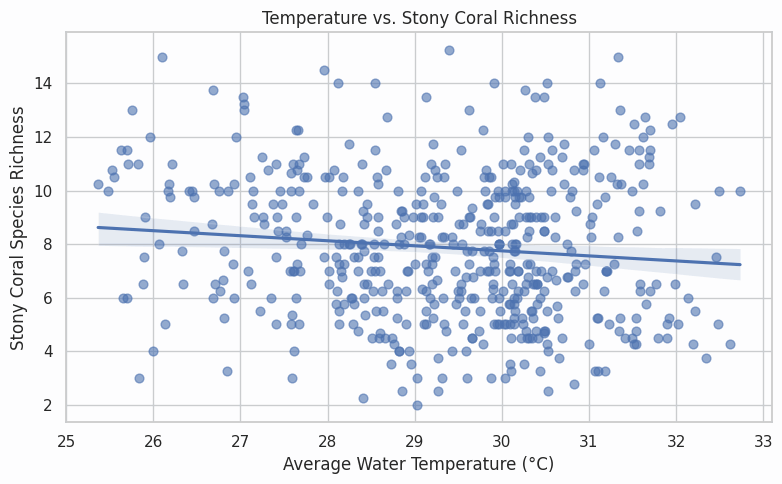 Temperature vs. Stony Coral Richness
Stony Coral Species Richness
14
12
10
8
6
4
2
25 26 27 28 29 30 31 32 33
Average Water Temperature (°C)